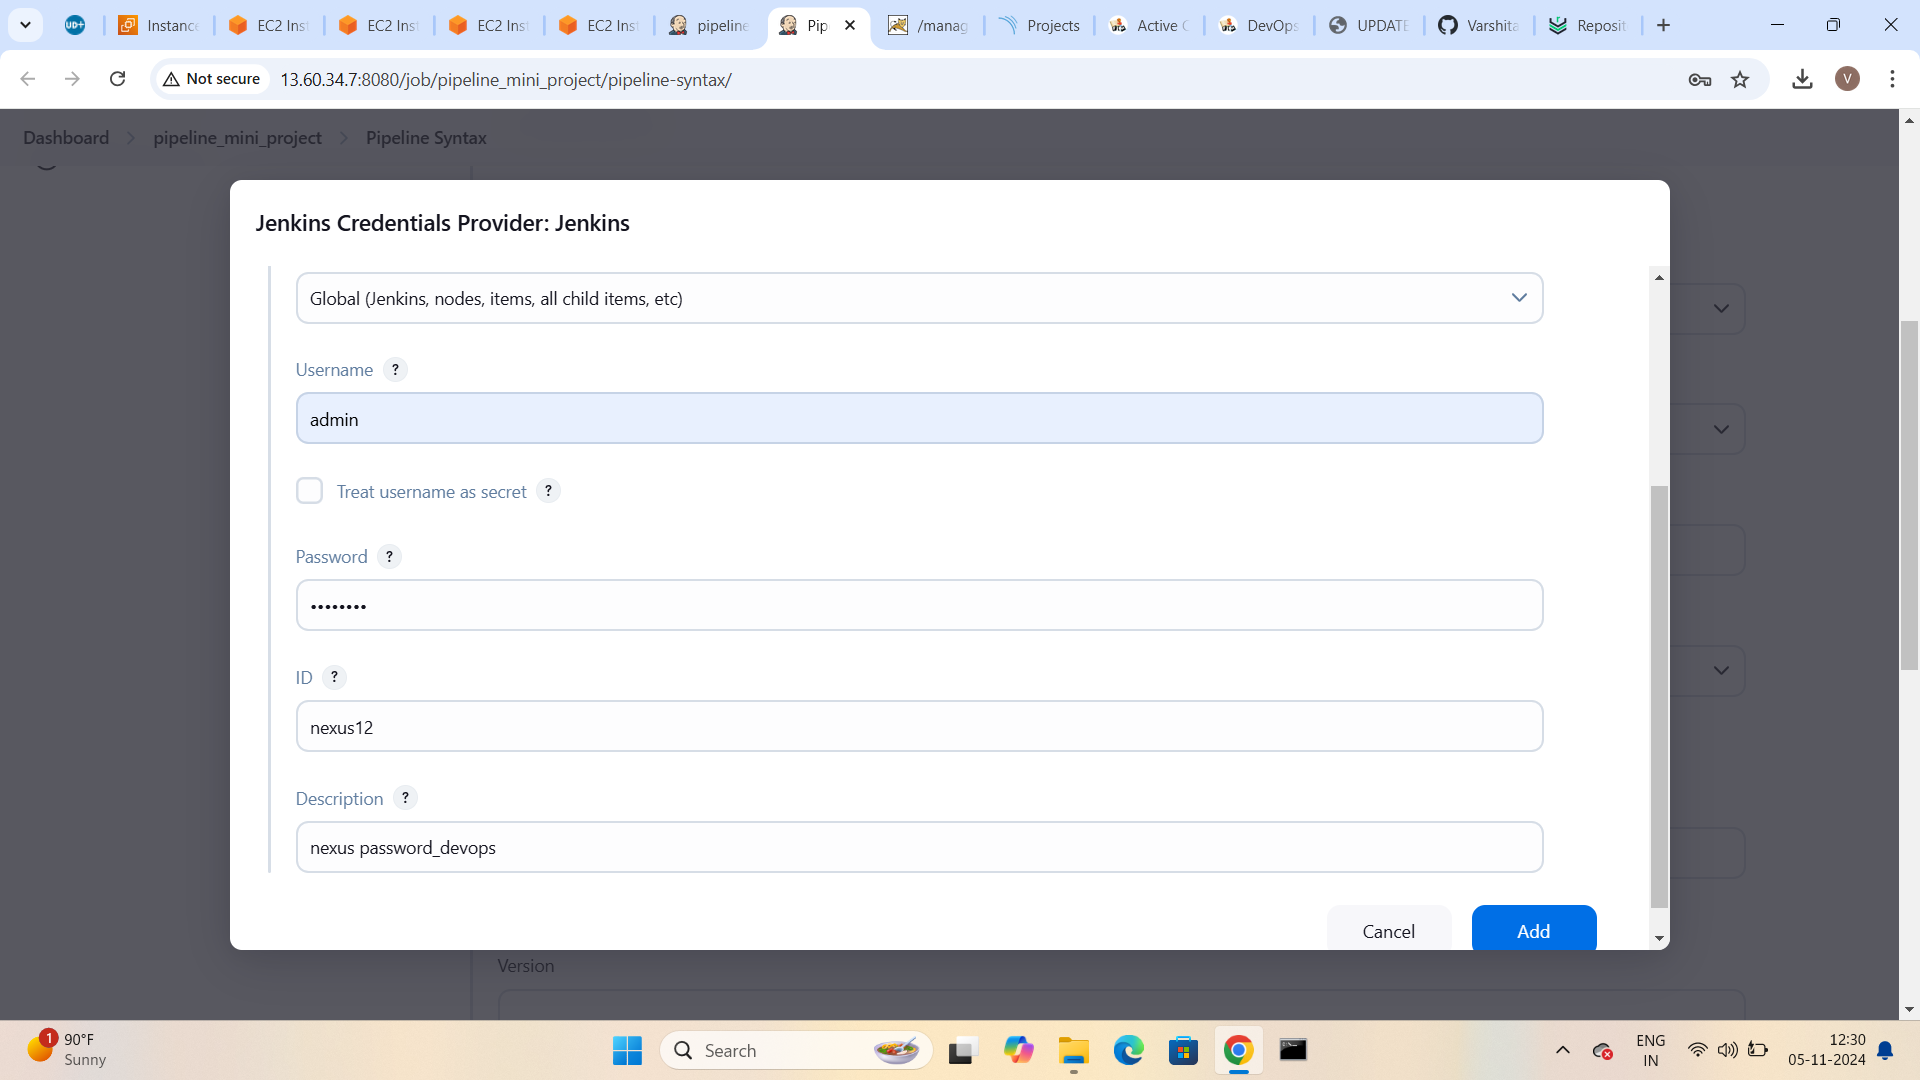 UD+
Instance
EC2 Inst
EC2 Inst
EC2 Inst
EC2 Inst
pipeline
Pip
/manag
Projects
Active C
DevOps
UPDATE
Varshita
Reposit
Not secure
13.60.34.7:8080/job/pipeline_mini_project/pipeline-syntax/
V
Dashboard
pipeline_mini_project
Pipeline Syntax
Jenkins Credentials Provider: Jenkins
Global (Jenkins, nodes, items, all child items, etc)
Username ?
admin
Treat username as secret ?
Password ?
••••••••
ID ?
nexus12
Description ?
nexus password_devops
Cancel
Add
Version
1
90°F
Sunny
Search
ENG
IN
12:30
05-11-2024